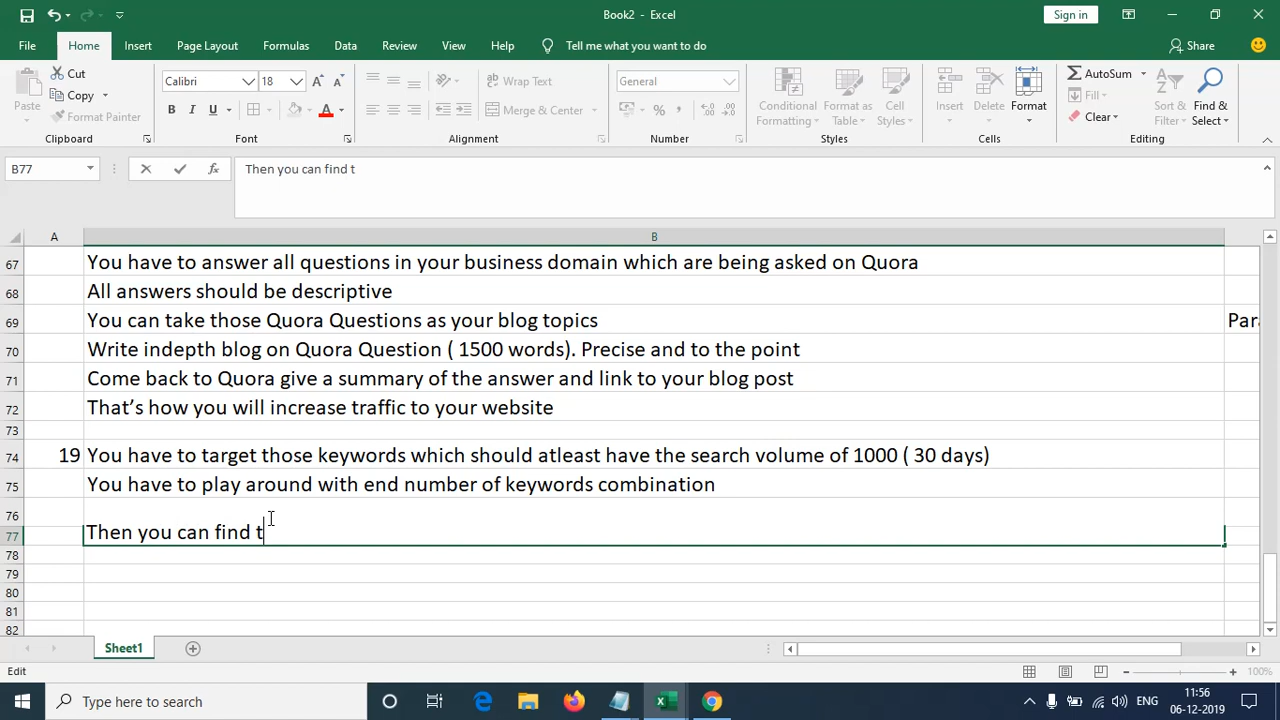 Book2 - Excel
Sign in
File Home Insert Page Layout Formulas Data Review View Help Tell me what you want to do Share
Paste
Cut
Copy
Format Painter
Clipboard
Calibri 18
B I U
Font
Wrap Text
Merge & Center
Alignment
General
Number
Conditional Formatting
Format as Table
Cell Styles
Styles
Insert
Delete
Format
Cells
AutoSum
Fill
Clear
Sort & Filter
Find & Select
Editing
B77 fx Then you can find t
A B
67 You have to answer all questions in your business domain which are being asked on Quora
68 All answers should be descriptive
69 You can take those Quora Questions as your blog topics Par
70 Write indepth blog on Quora Question ( 1500 words). Precise and to the point
71 Come back to Quora give a summary of the answer and link to your blog post
72 That’s how you will increase traffic to your website
73
74 19 You have to target those keywords which should atleast have the search volume of 1000 ( 30 days)
75 You have to play around with end number of keywords combination
76
77 Then you can find t
78
79
80
81
82
Sheet1
Edit 100%
Type here to search
ENG
11:56
06-12-2019